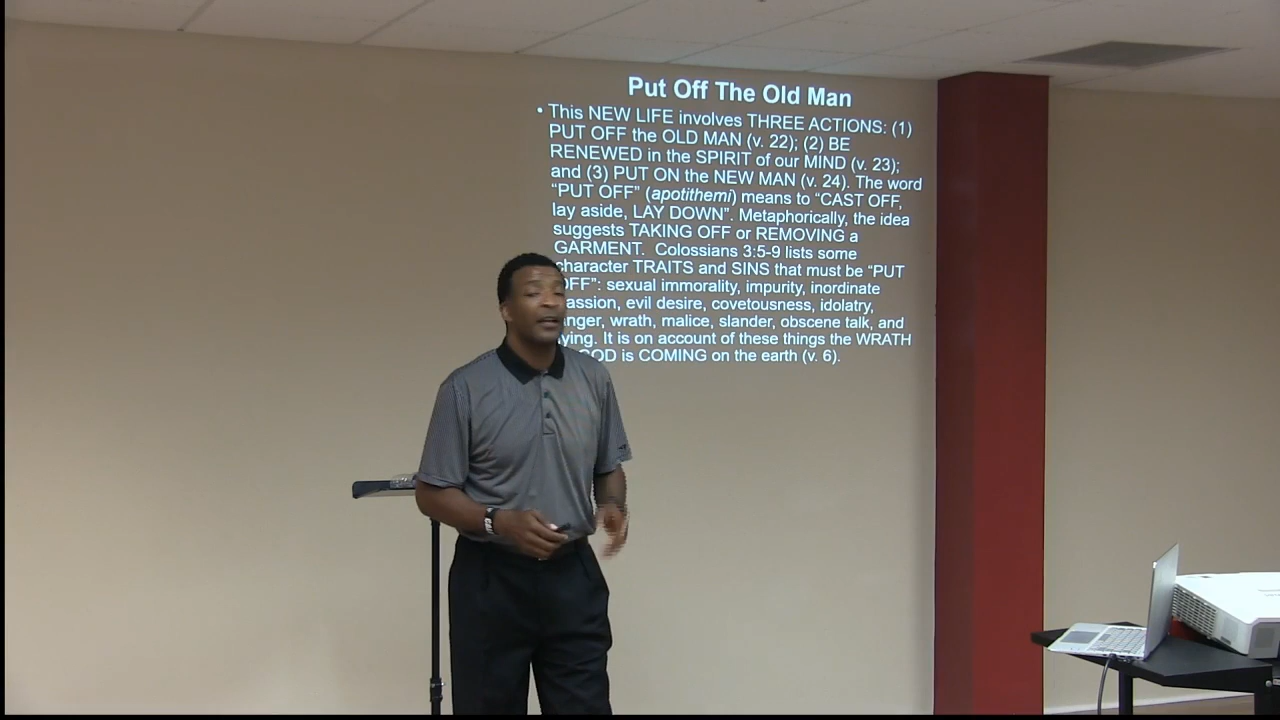 Put Off The Old Man
• This NEW LIFE involves THREE ACTIONS: (1)
PUT OFF the OLD MAN (v. 22); (2) BE
RENEWED in the SPIRIT of our MIND (v. 23);
and (3) PUT ON the NEW MAN (v. 24). The word
“PUT OFF” (apotithemi) means to “CAST OFF,
lay aside, LAY DOWN”. Metaphorically, the idea
suggests TAKING OFF or REMOVING a
GARMENT. Colossians 3:5-9 lists some
character TRAITS and SINS that must be “PUT
OFF”: sexual immorality, impurity, inordinate
assion, evil desire, covetousness, idolatry,
nger, wrath, malice, slander, obscene talk, and
ying. It is on account of these things the WRATH
GOD is COMING on the earth (v. 6).